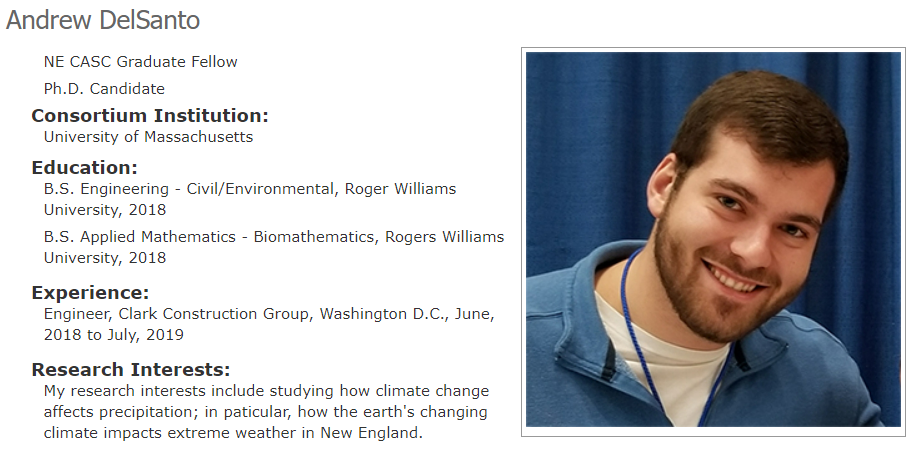 Andrew DelSanto
NE CASC Graduate Fellow
Ph.D. Candidate
Consortium Institution:
University of Massachusetts
Education:
B.S. Engineering - Civil/Environmental, Roger Williams
University, 2018
B.S. Applied Mathematics - Biomathematics, Rogers Williams
University, 2018
Experience:
Engineer, Clark Construction Group, Washington D.C., June,
2018 to July, 2019
Research Interests:
My research interests include studying how climate change
affects precipitation; in paticular, how the earth's changing
climate impacts extreme weather in New England.